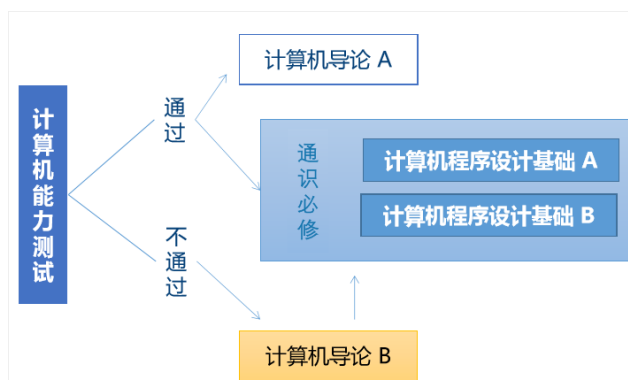 计算机能力测试
通过
不通过
计算机导论 A
通识必修
计算机程序设计基础 A
计算机程序设计基础 B
计算机导论 B